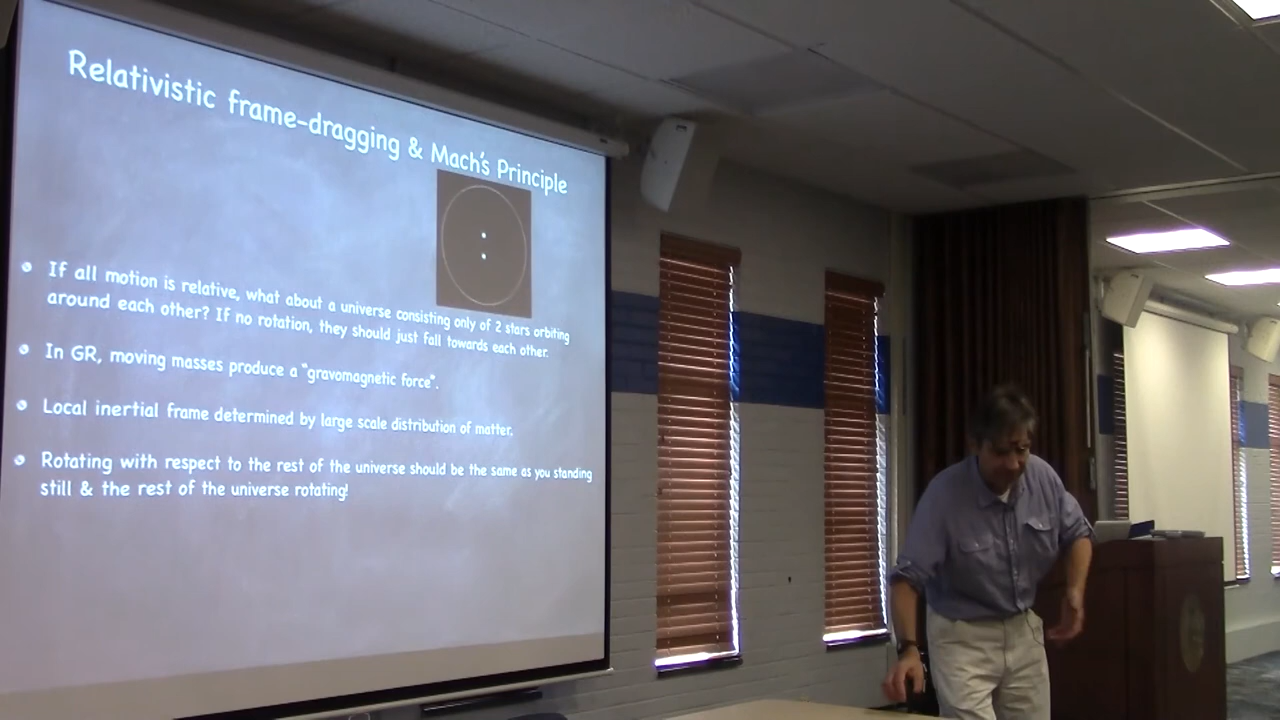 Relativistic frame-dragging & Mach's Principle
If all motion is relative, what about a universe consisting only of 2 stars orbiting
around each other? If no rotation, they should just fall towards each other.
In GR, moving masses produce a "gravomagnetic force".
Local inertial frame determined by large scale distribution of matter.
Rotating with respect to the rest of the universe should be the same as you standing
still & the rest of the universe rotating!